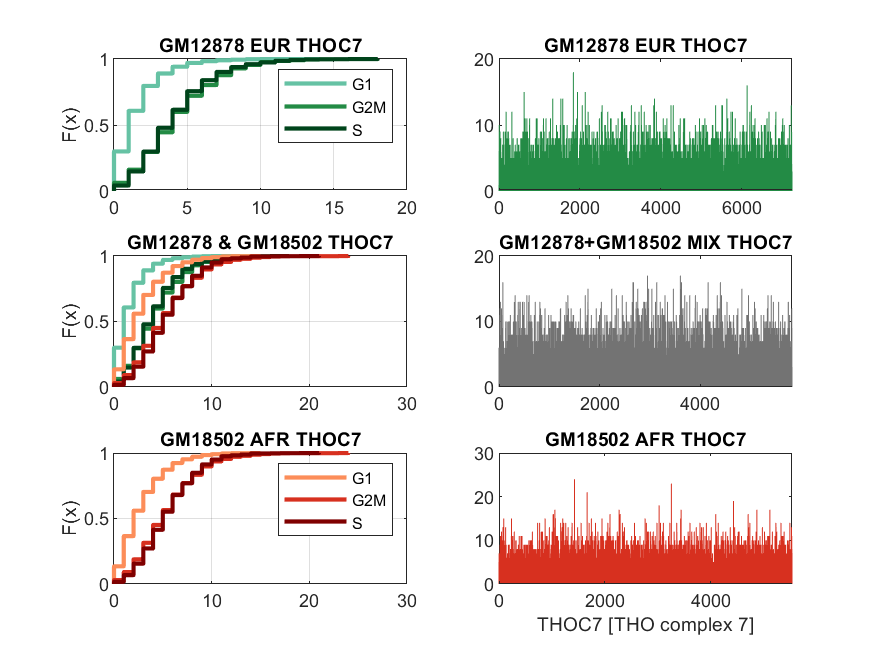 GM12878 EUR THOC7
F(x)
1
0.5
0
0 5 10 15 20
G1
G2M
S
GM12878 EUR THOC7
20
10
0
0 2000 4000 6000
GM12878 & GM18502 THOC7
F(x)
1
0.5
0
0 10 20 30
GM12878+GM18502 MIX THOC7
20
10
0
0 2000 4000
GM18502 AFR THOC7
F(x)
1
0.5
0
0 10 20 30
G1
G2M
S
GM18502 AFR THOC7
30
20
10
0
0 2000 4000
THOC7 [THO complex 7]